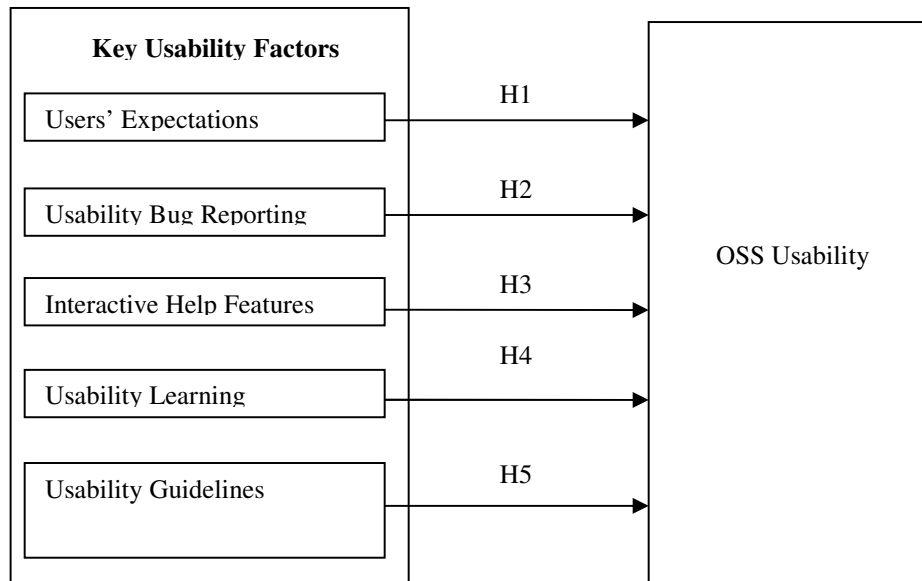 Key Usability Factors
Users’ Expectations
H1
Usability Bug Reporting
H2
Interactive Help Features
H3
Usability Learning
H4
Usability Guidelines
H5
OSS Usability